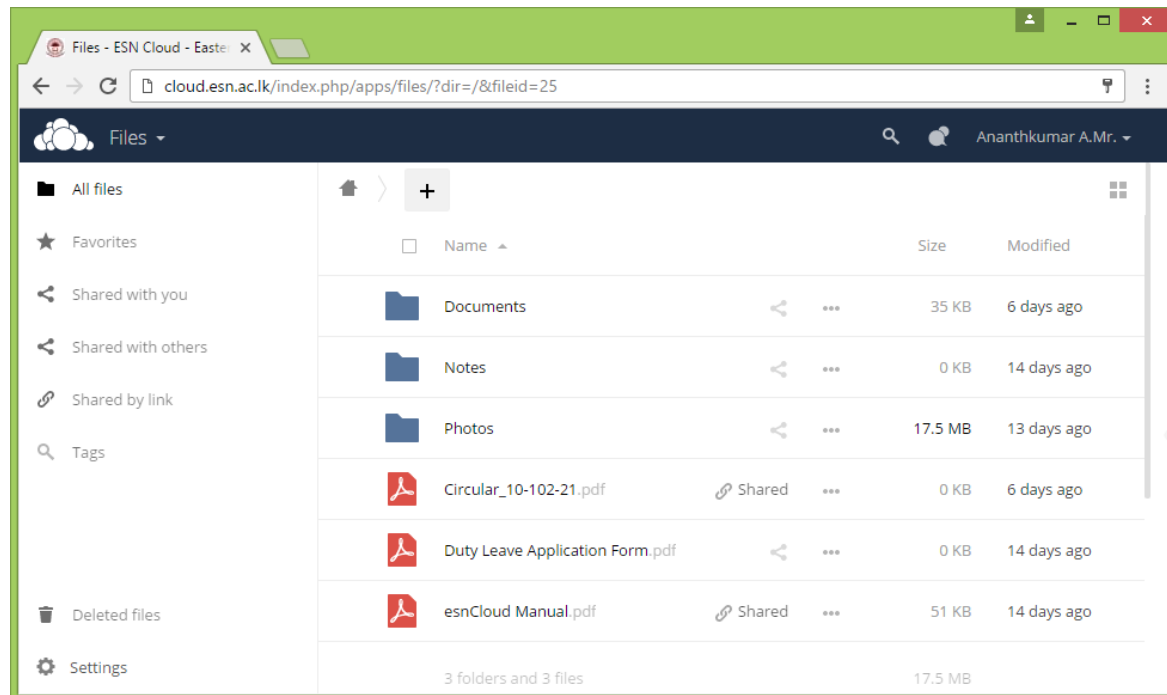 Files - ESN Cloud - Easte
cloud.esn.ac.lk/index.php/apps/files/?dir=/&fileid=25
Files
Ananthkumar A.Mr.
All files
Favorites
Shared with you
Shared with others
Shared by link
Tags
Deleted files
Settings
Name Size Modified
Documents 35 KB 6 days ago
Notes 0 KB 14 days ago
Photos 17.5 MB 13 days ago
Circular_10-102-21.pdf Shared 0 KB 6 days ago
Duty Leave Application Form.pdf 0 KB 14 days ago
esnCloud Manual.pdf Shared 51 KB 14 days ago
3 folders and 3 files 17.5 MB